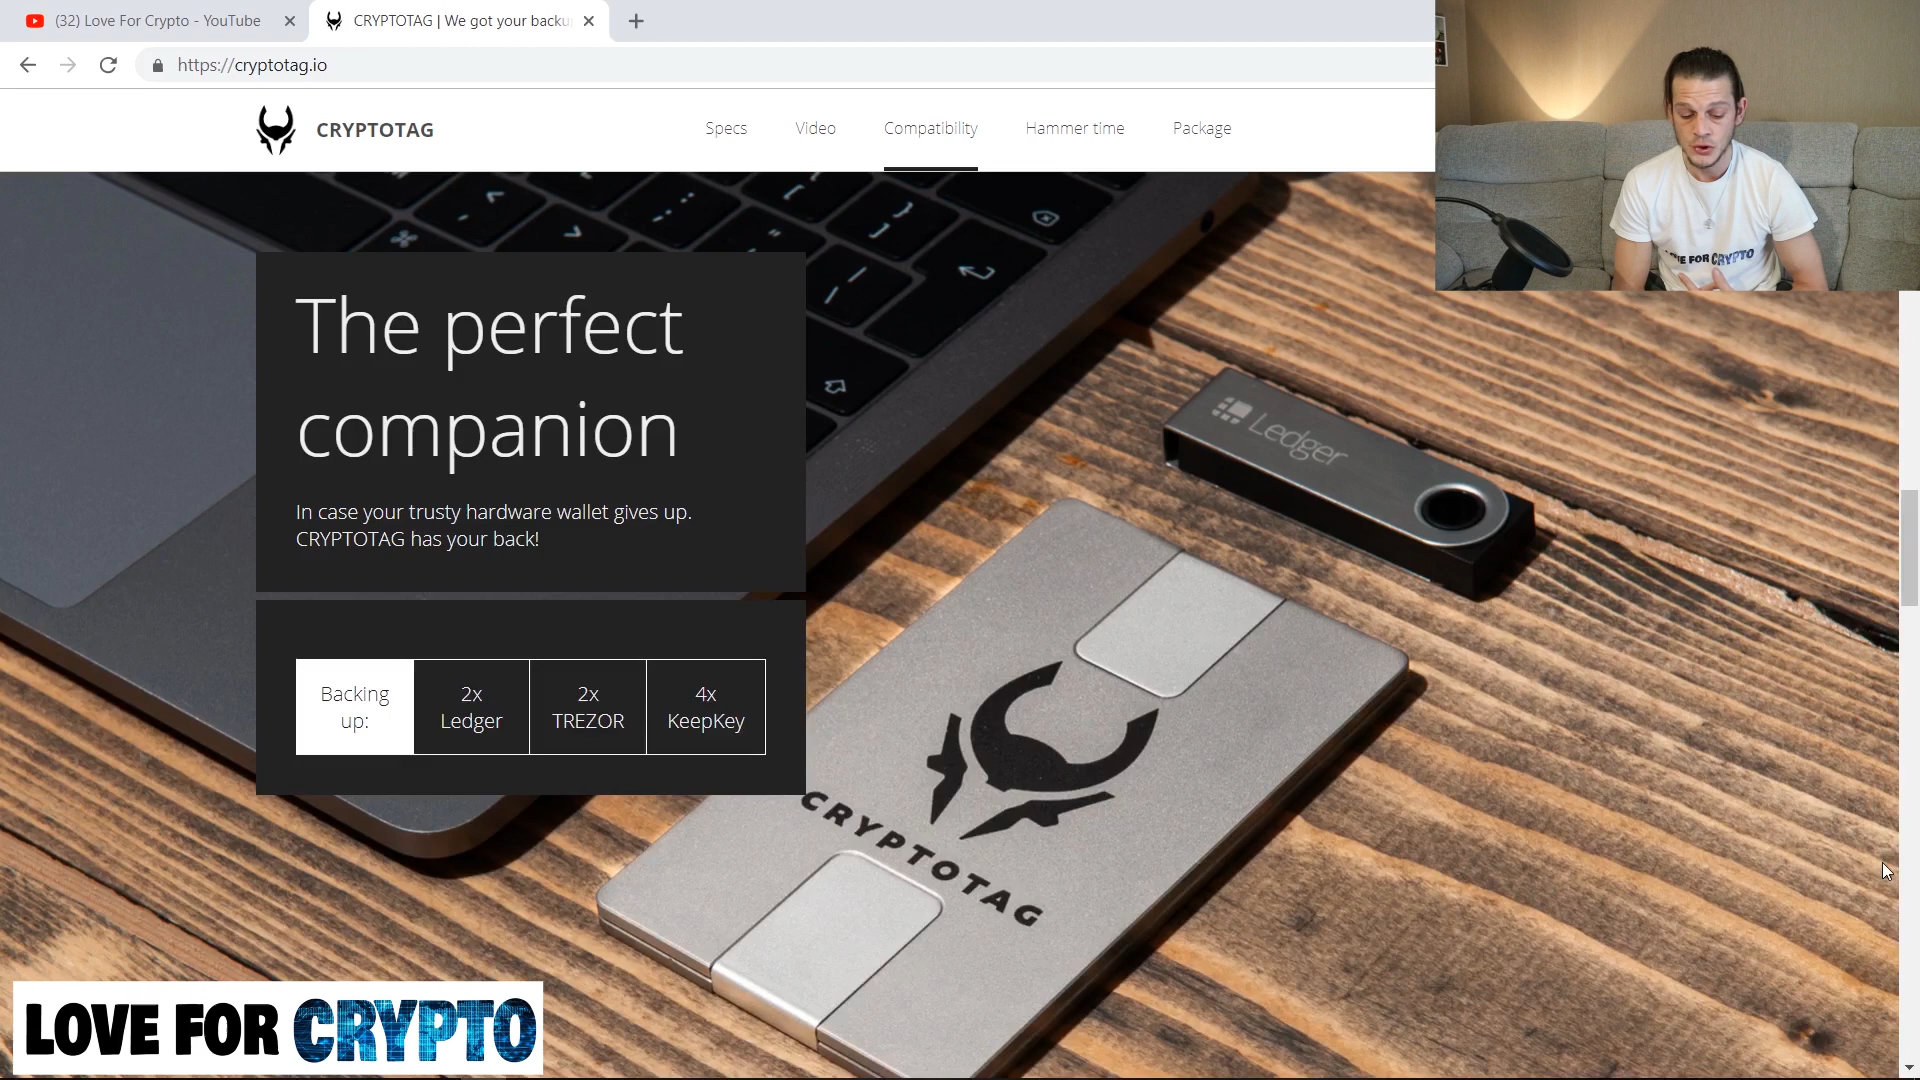 (32) Love For Crypto - YouTube
CRYPTOTAG | We got your backu
https://cryptotag.io
CRYPTOTAG
Specs
Video
Compatibility
Hammer time
Package
The perfect
companion
In case your trusty hardware wallet gives up.
CRYPTOTAG has your back!
Backing
up:
2x
Ledger
2x
TREZOR
4x
KeepKey
Ledger
CRYPTOTAG
FOR CRYPTO
LOVE FOR CRYPTO